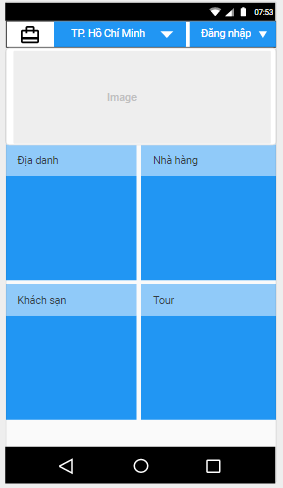 07:53
TP. Hồ Chí Minh
Đăng nhập
Image
Địa danh
Nhà hàng
Khách sạn
Tour